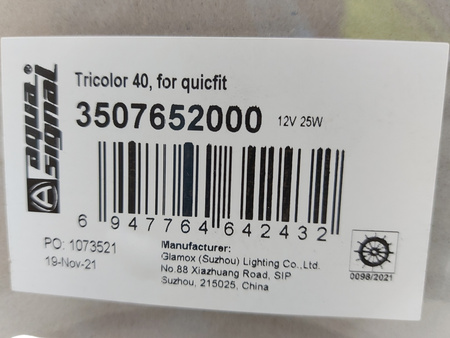 aqua signal
Tricolor 40, for quicfit
3507652000 12V 25W
6 947764 642432
PO: 1073521
19-Nov-21
Manufacturer:
Glamox (Suzhou) Lighting Co.,Ltd.
No.88 Xiazhuang Road, SIP
Suzhou, 215025, China
0098/2021